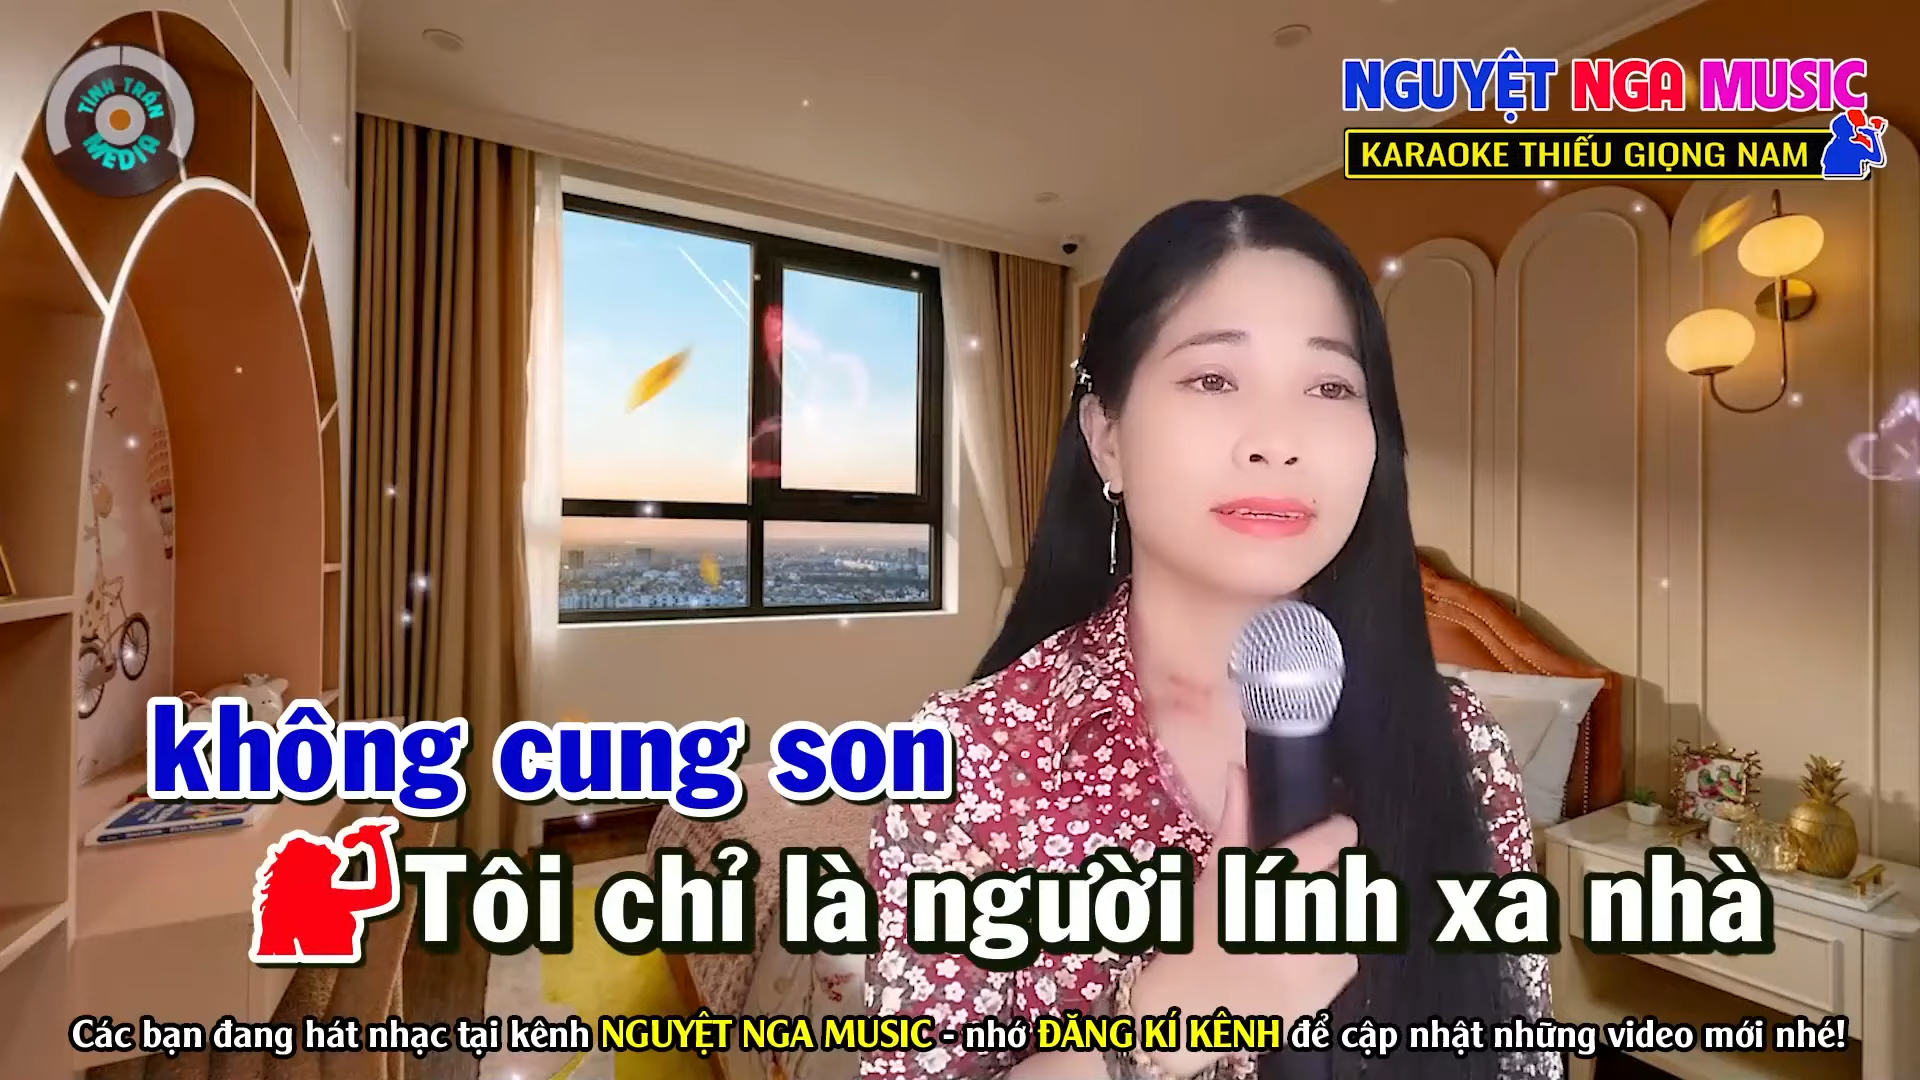 TÌNH TRẦN
MEDIA
NGUYỆT NGA MUSIC
KARAOKE THIẾU GIỌNG NAM
không cung son
Tôi chỉ là người lính xa nhà
Các bạn đang hát nhạc tại kênh NGUYỆT NGA MUSIC - nhớ ĐĂNG KÍ KÊNH để cập nhật những video mới nhé!